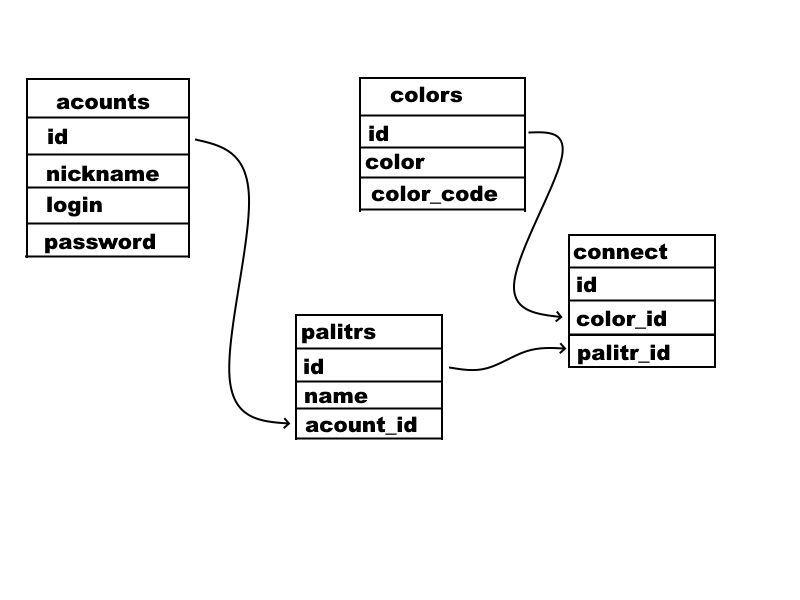 acounts
id
nickname
login
password
colors
id
color
color_code
palitrs
id
name
acount_id
connect
id
color_id
palitr_id